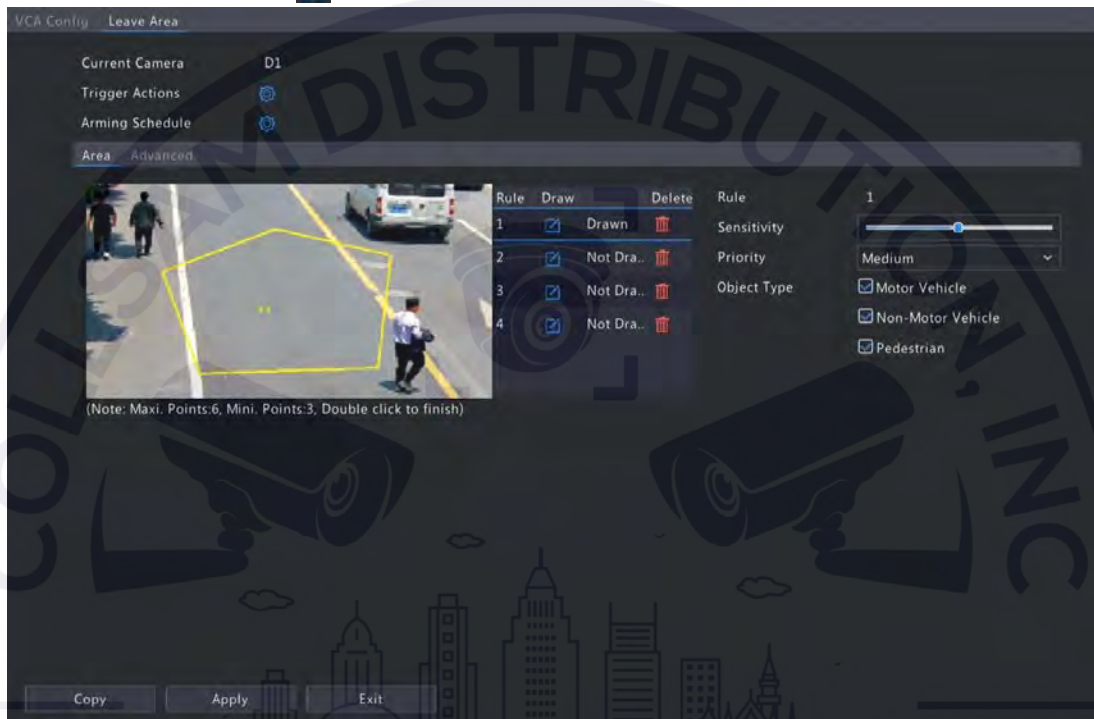 VCA Config Leave Area
Current Camera D1
Trigger Actions
Arming Schedule
Area Advanced
Rule Draw Delete
1 Drawn
2 Not Dra..
3 Not Dra..
4 Not Dra..
(Note: Maxi. Points:6, Mini. Points:3, Double click to finish)
Rule 1
Sensitivity
Priority Medium
Object Type Motor Vehicle
Non-Motor Vehicle
Pedestrian
Copy Apply Exit
COLLSAM DISTRIBUTION, INC